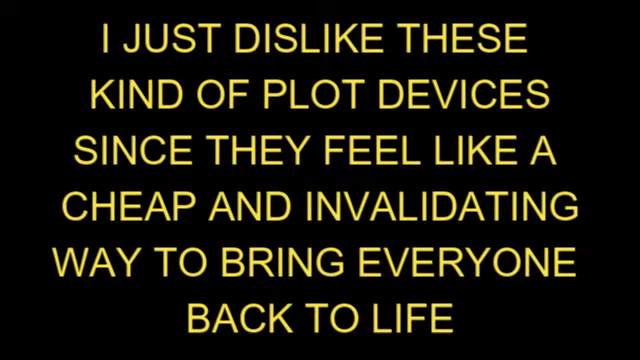 I JUST DISLIKE THESE
KIND OF PLOT DEVICES
SINCE THEY FEEL LIKE A
CHEAP AND INVALIDATING
WAY TO BRING EVERYONE
BACK TO LIFE